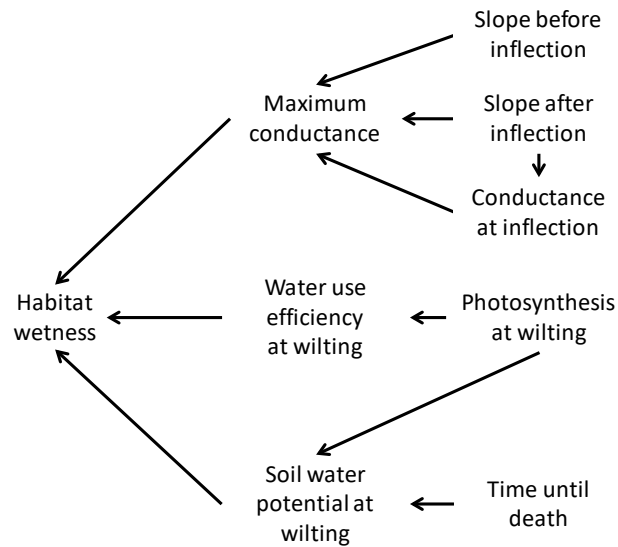 Slope before
inflection
Maximum
conductance
Slope after
inflection
Conductance
at inflection
Habitat
wetness
Water use
efficiency
at wilting
Photosynthesis
at wilting
Soil water
potential at
wilting
Time until
death